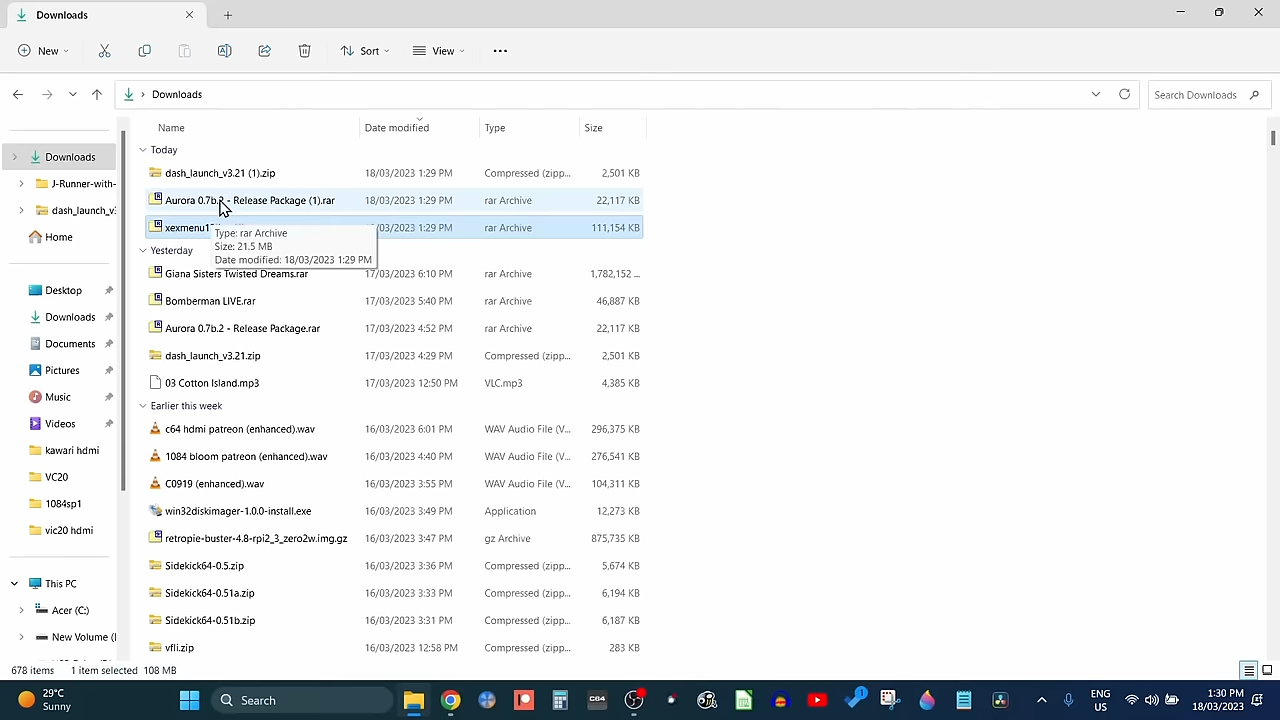 Downloads
New Sort View
Downloads Search Downloads
Name Date modified Type Size
Today
dash_launch_v3.21 (1).zip 18/03/2023 1:29 PM Compressed (zipp... 2,501 KB
Aurora 0.7b.2 - Release Package (1).rar 18/03/2023 1:29 PM rar Archive 22,117 KB
18/03/2023 1:29 PM rar Archive 111,154 KB
Type: rar Archive
Size: 21.5 MB
Date modified: 18/03/2023 1:29 PM
Yesterday
Giana Sisters Twisted Dreams.rar 17/03/2023 6:10 PM rar Archive 1,782,152 ...
Bomberman LIVE.rar 17/03/2023 5:40 PM rar Archive 46,887 KB
Aurora 0.7b.2 - Release Package.rar 17/03/2023 4:52 PM rar Archive 22,117 KB
dash_launch_v3.21.zip 17/03/2023 4:29 PM Compressed (zipp... 2,501 KB
03 Cotton Island.mp3 17/03/2023 12:50 PM VLC.mp3 4,385 KB
Earlier this week
c64 hdmi patreon (enhanced).wav 16/03/2023 6:01 PM WAV Audio File (V... 296,375 KB
1084 bloom patreon (enhanced).wav 16/03/2023 4:40 PM WAV Audio File (V... 276,541 KB
C0919 (enhanced).wav 16/03/2023 3:55 PM WAV Audio File (V... 104,311 KB
win32diskimager-1.0.0-install.exe 16/03/2023 3:49 PM Application 12,273 KB
retropie-buster-4.8-rpi2_3_zero2w.img.gz 16/03/2023 3:47 PM gz Archive 875,735 KB
Sidekick64-0.5.zip 16/03/2023 3:36 PM Compressed (zipp... 5,674 KB
Sidekick64-0.51a.zip 16/03/2023 3:33 PM Compressed (zipp... 6,194 KB
Sidekick64-0.51b.zip 16/03/2023 3:31 PM Compressed (zipp... 6,187 KB
vfli.zip 16/03/2023 12:58 PM Compressed (zipp... 283 KB
Downloads
J-Runner-with-
dash_launch_v3
Home
Desktop
Downloads
Documents
Pictures
Music
Videos
kawari hdmi
VC20
1084sp1
vic20 hdmi
This PC
Acer (C:)
New Volume (
678 items 1 item selected 108 MB
29°C
Sunny
Search
C64
ENG
US
1:30 PM
18/03/2023